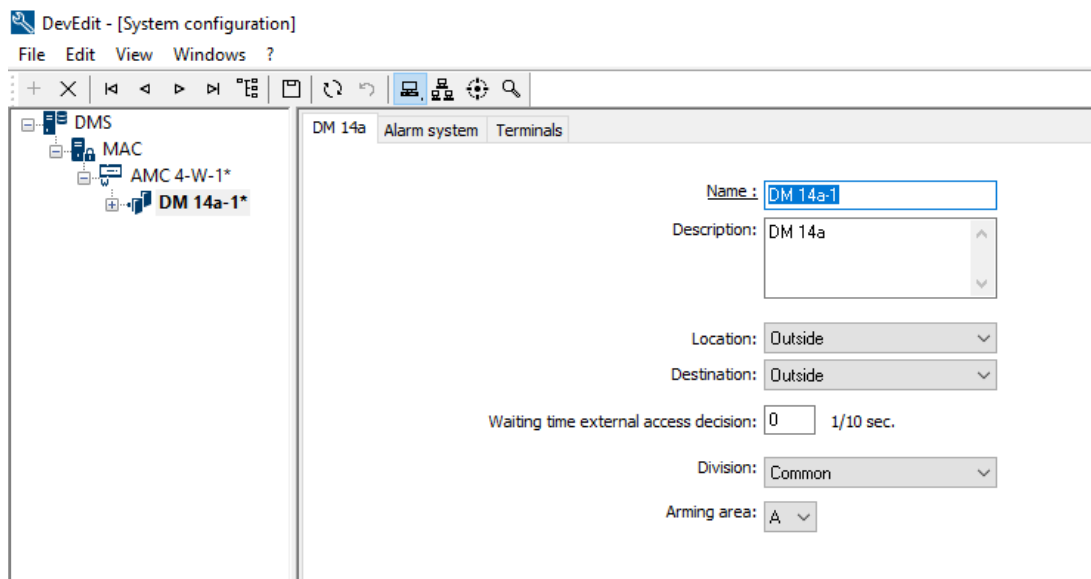 DevEdit - [System configuration]
File Edit View Windows ?
DMS
MAC
AMC 4-W-1*
DM 14a-1*
DM 14a Alarm system Terminals
Name : DM 14a-1
Description: DM 14a
Location: Outside
Destination: Outside
Waiting time external access decision: 0 1/10 sec.
Division: Common
Arming area: A